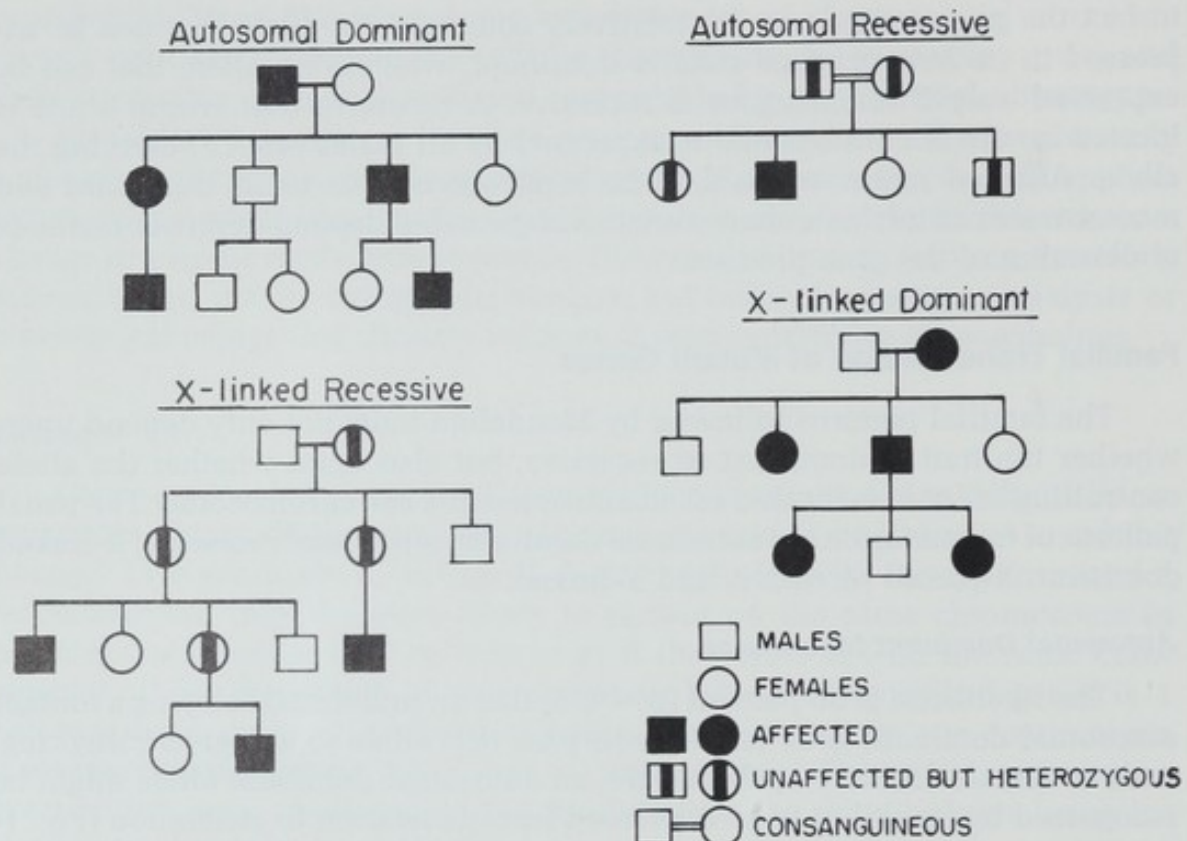 Autosomal Dominant
Autosomal Recessive
X-linked Recessive
X-linked Dominant
MALES
FEMALES
AFFECTED
UNAFFECTED BUT HETEROZYGOUS
CONSANGUINEOUS